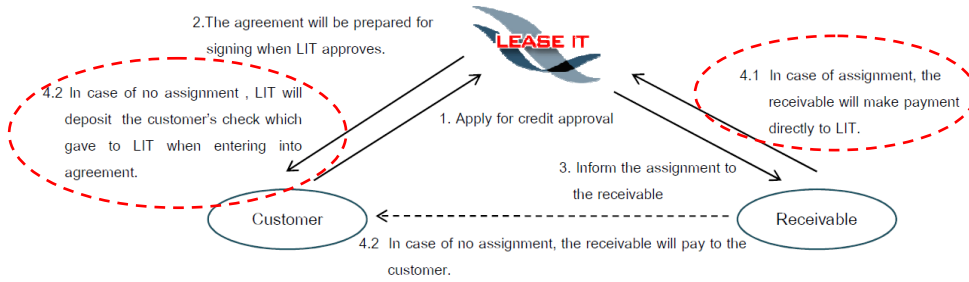 2.The agreement will be prepared for
signing when LIT approves.
LEASE IT
4.1 In case of assignment, the
receivable will make payment
directly to LIT.
4.2 In case of no assignment , LIT will
deposit the customer's check which
gave to LIT when entering into
agreement.
1. Apply for credit approval
3. Inform the assignment to
the receivable
Customer
Receivable
4.2 In case of no assignment, the receivable will pay to the
customer.